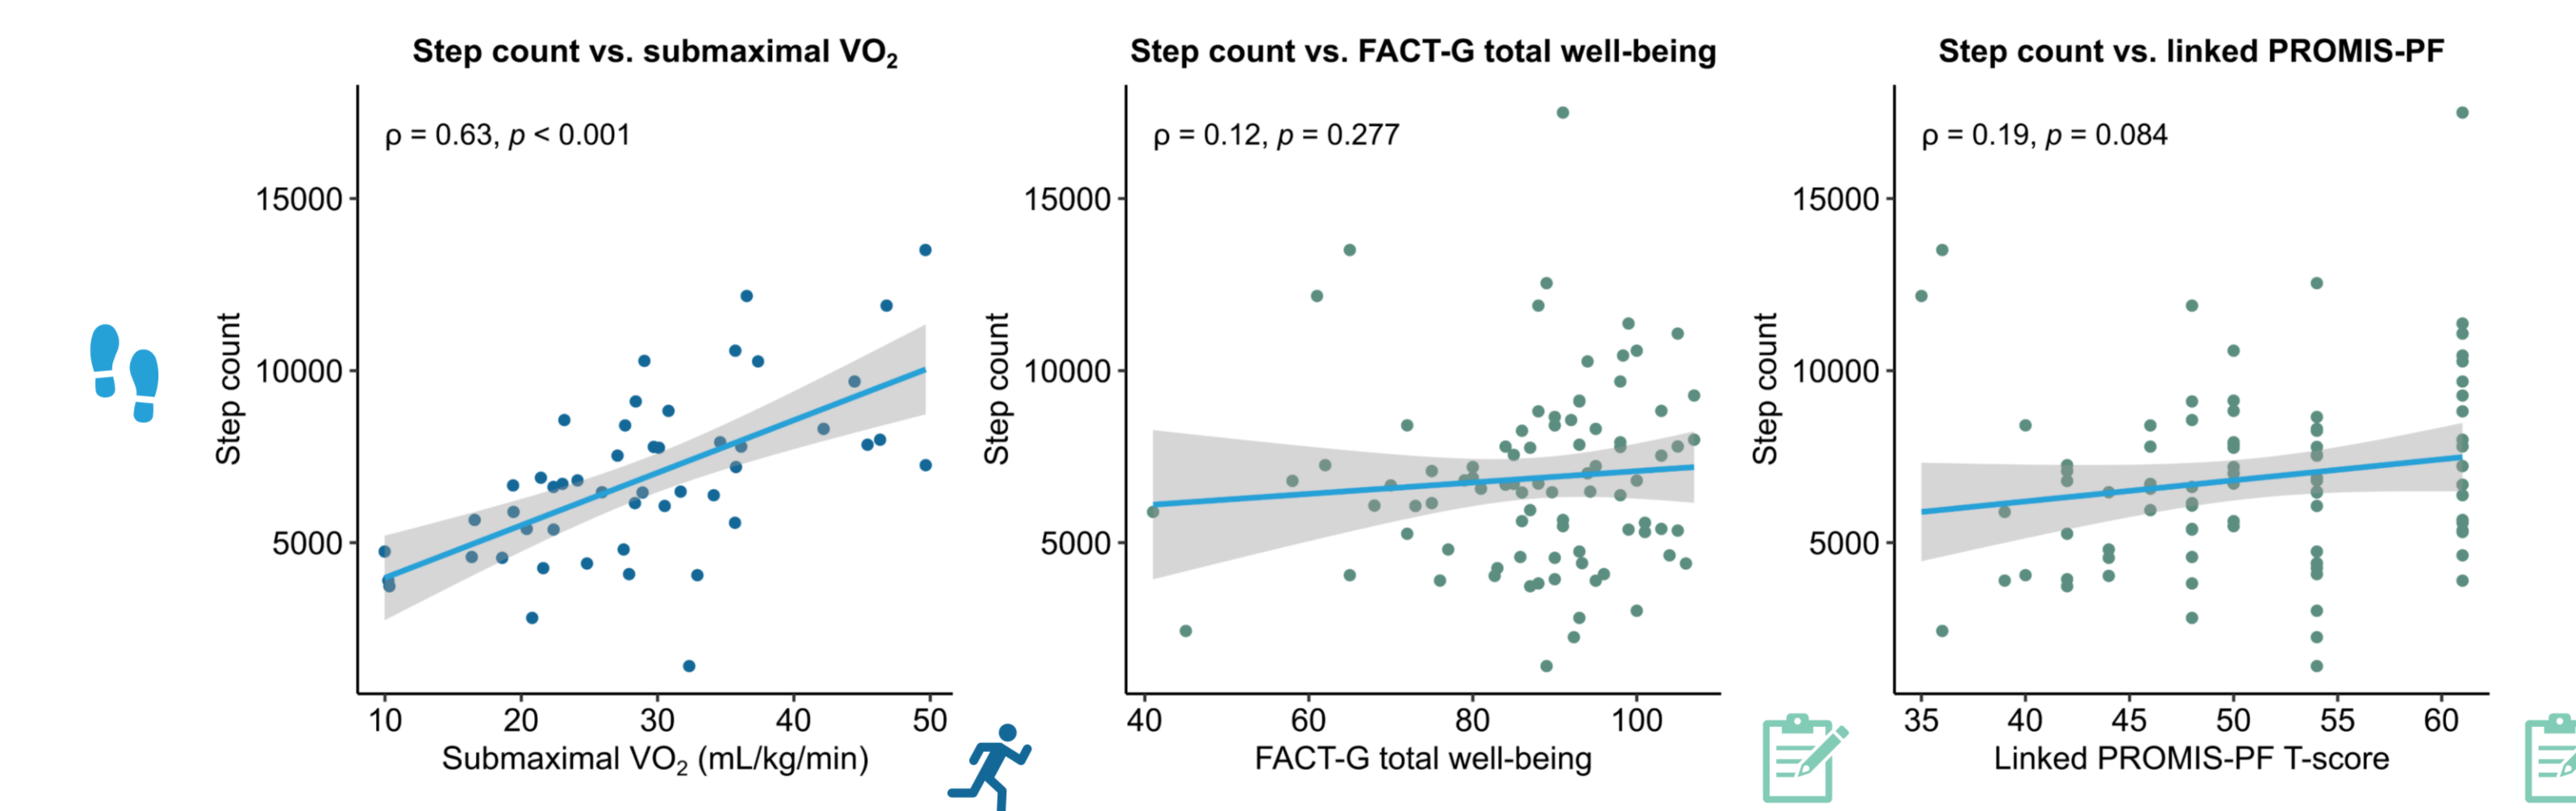 Step count vs. submaximal VO₂
ρ = 0.63, p < 0.001
15000
10000
5000
Step count
10 20 30 40 50
Submaximal VO₂ (mL/kg/min)
Step count vs. FACT-G total well-being
ρ = 0.12, p = 0.277
15000
10000
5000
Step count
40 60 80 100
FACT-G total well-being
Step count vs. linked PROMIS-PF
ρ = 0.19, p = 0.084
15000
10000
5000
Step count
35 40 45 50 55 60
Linked PROMIS-PF T-score